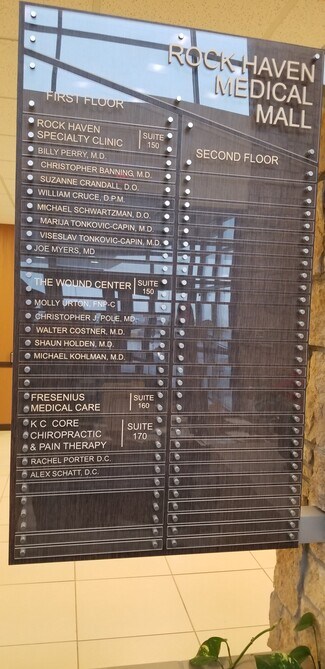 ROCK HAVEN
MEDICAL
MALL
FIRST FLOOR
ROCK HAVEN
SPECIALTY CLINIC
SUITE
150
BILLY PERRY, M.D.
CHRISTOPHER BANNING, M.D.
SUZANNE CRANDALL, D.O.
WILLIAM CRUCE, D.P.M.
MICHAEL SCHWARTZMAN, D.O.
MARIJA TONKOVIC-CAPIN, M.D.
VISESLAV TONKOVIC-CAPIN, M.D.
JOE MYERS, MD
THE WOUND CENTER
SUITE
150
MOLLY URTON, FNP-C
CHRISTOPHER J. POLE, MD
WALTER COSTNER, M.D.
SHAUN HOLDEN, M.D.
MICHAEL KOHLMAN, M.D.
FRESENIUS
MEDICAL CARE
SUITE
160
K C CORE
CHIROPRACTIC
& PAIN THERAPY
SUITE
170
RACHEL PORTER D.C.
ALEX SCHATT, D.C.
SECOND FLOOR